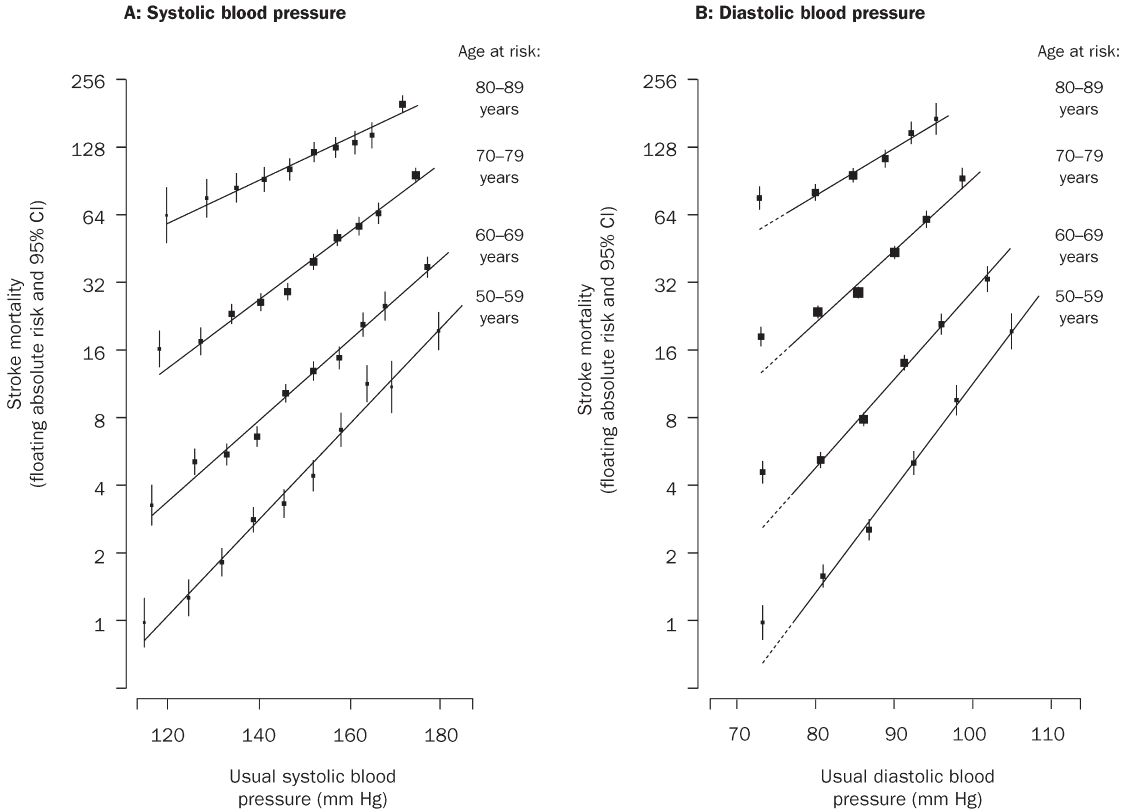 A: Systolic blood pressure
Age at risk:
256
128
64
32
16
8
4
2
1
80–89
years
70–79
years
60–69
years
50–59
years
Stroke mortality
(floating absolute risk and 95% CI)
120
140
160
180
Usual systolic blood
pressure (mm Hg)
B: Diastolic blood pressure
Age at risk:
256
128
64
32
16
8
4
2
1
80–89
years
70–79
years
60–69
years
50–59
years
Stroke mortality
(floating absolute risk and 95% CI)
70
80
90
100
110
Usual diastolic blood
pressure (mm Hg)